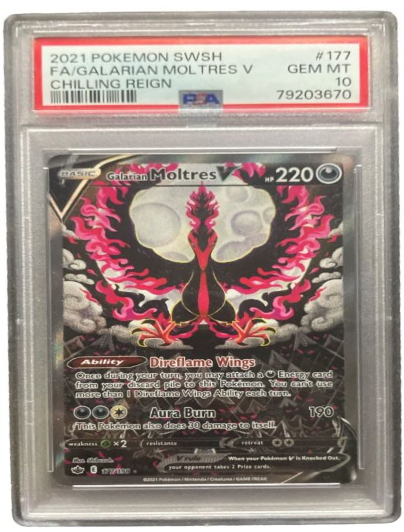 2021 POKEMON SWSH #177
FA/GALARIAN MOLTRES V GEM MT
CHILLING REIGN 10
PSA 79203670
BASIC Galarian Moltres V HP 220
Ability Direflame Wings
Once during your turn, you may attach a Energy card
from your discard pile to this Pokémon. You can't use
more than 1 Direflame Wings Ability each turn.
Aura Burn 190
This Pokémon also does 30 damage to itself.
weakness ×2 resistance retreat
V rule When your Pokémon V is Knocked Out,
your opponent takes 2 Prize cards.
E 177/198
©2021 Pokémon / Nintendo / Creatures / GAME FREAK